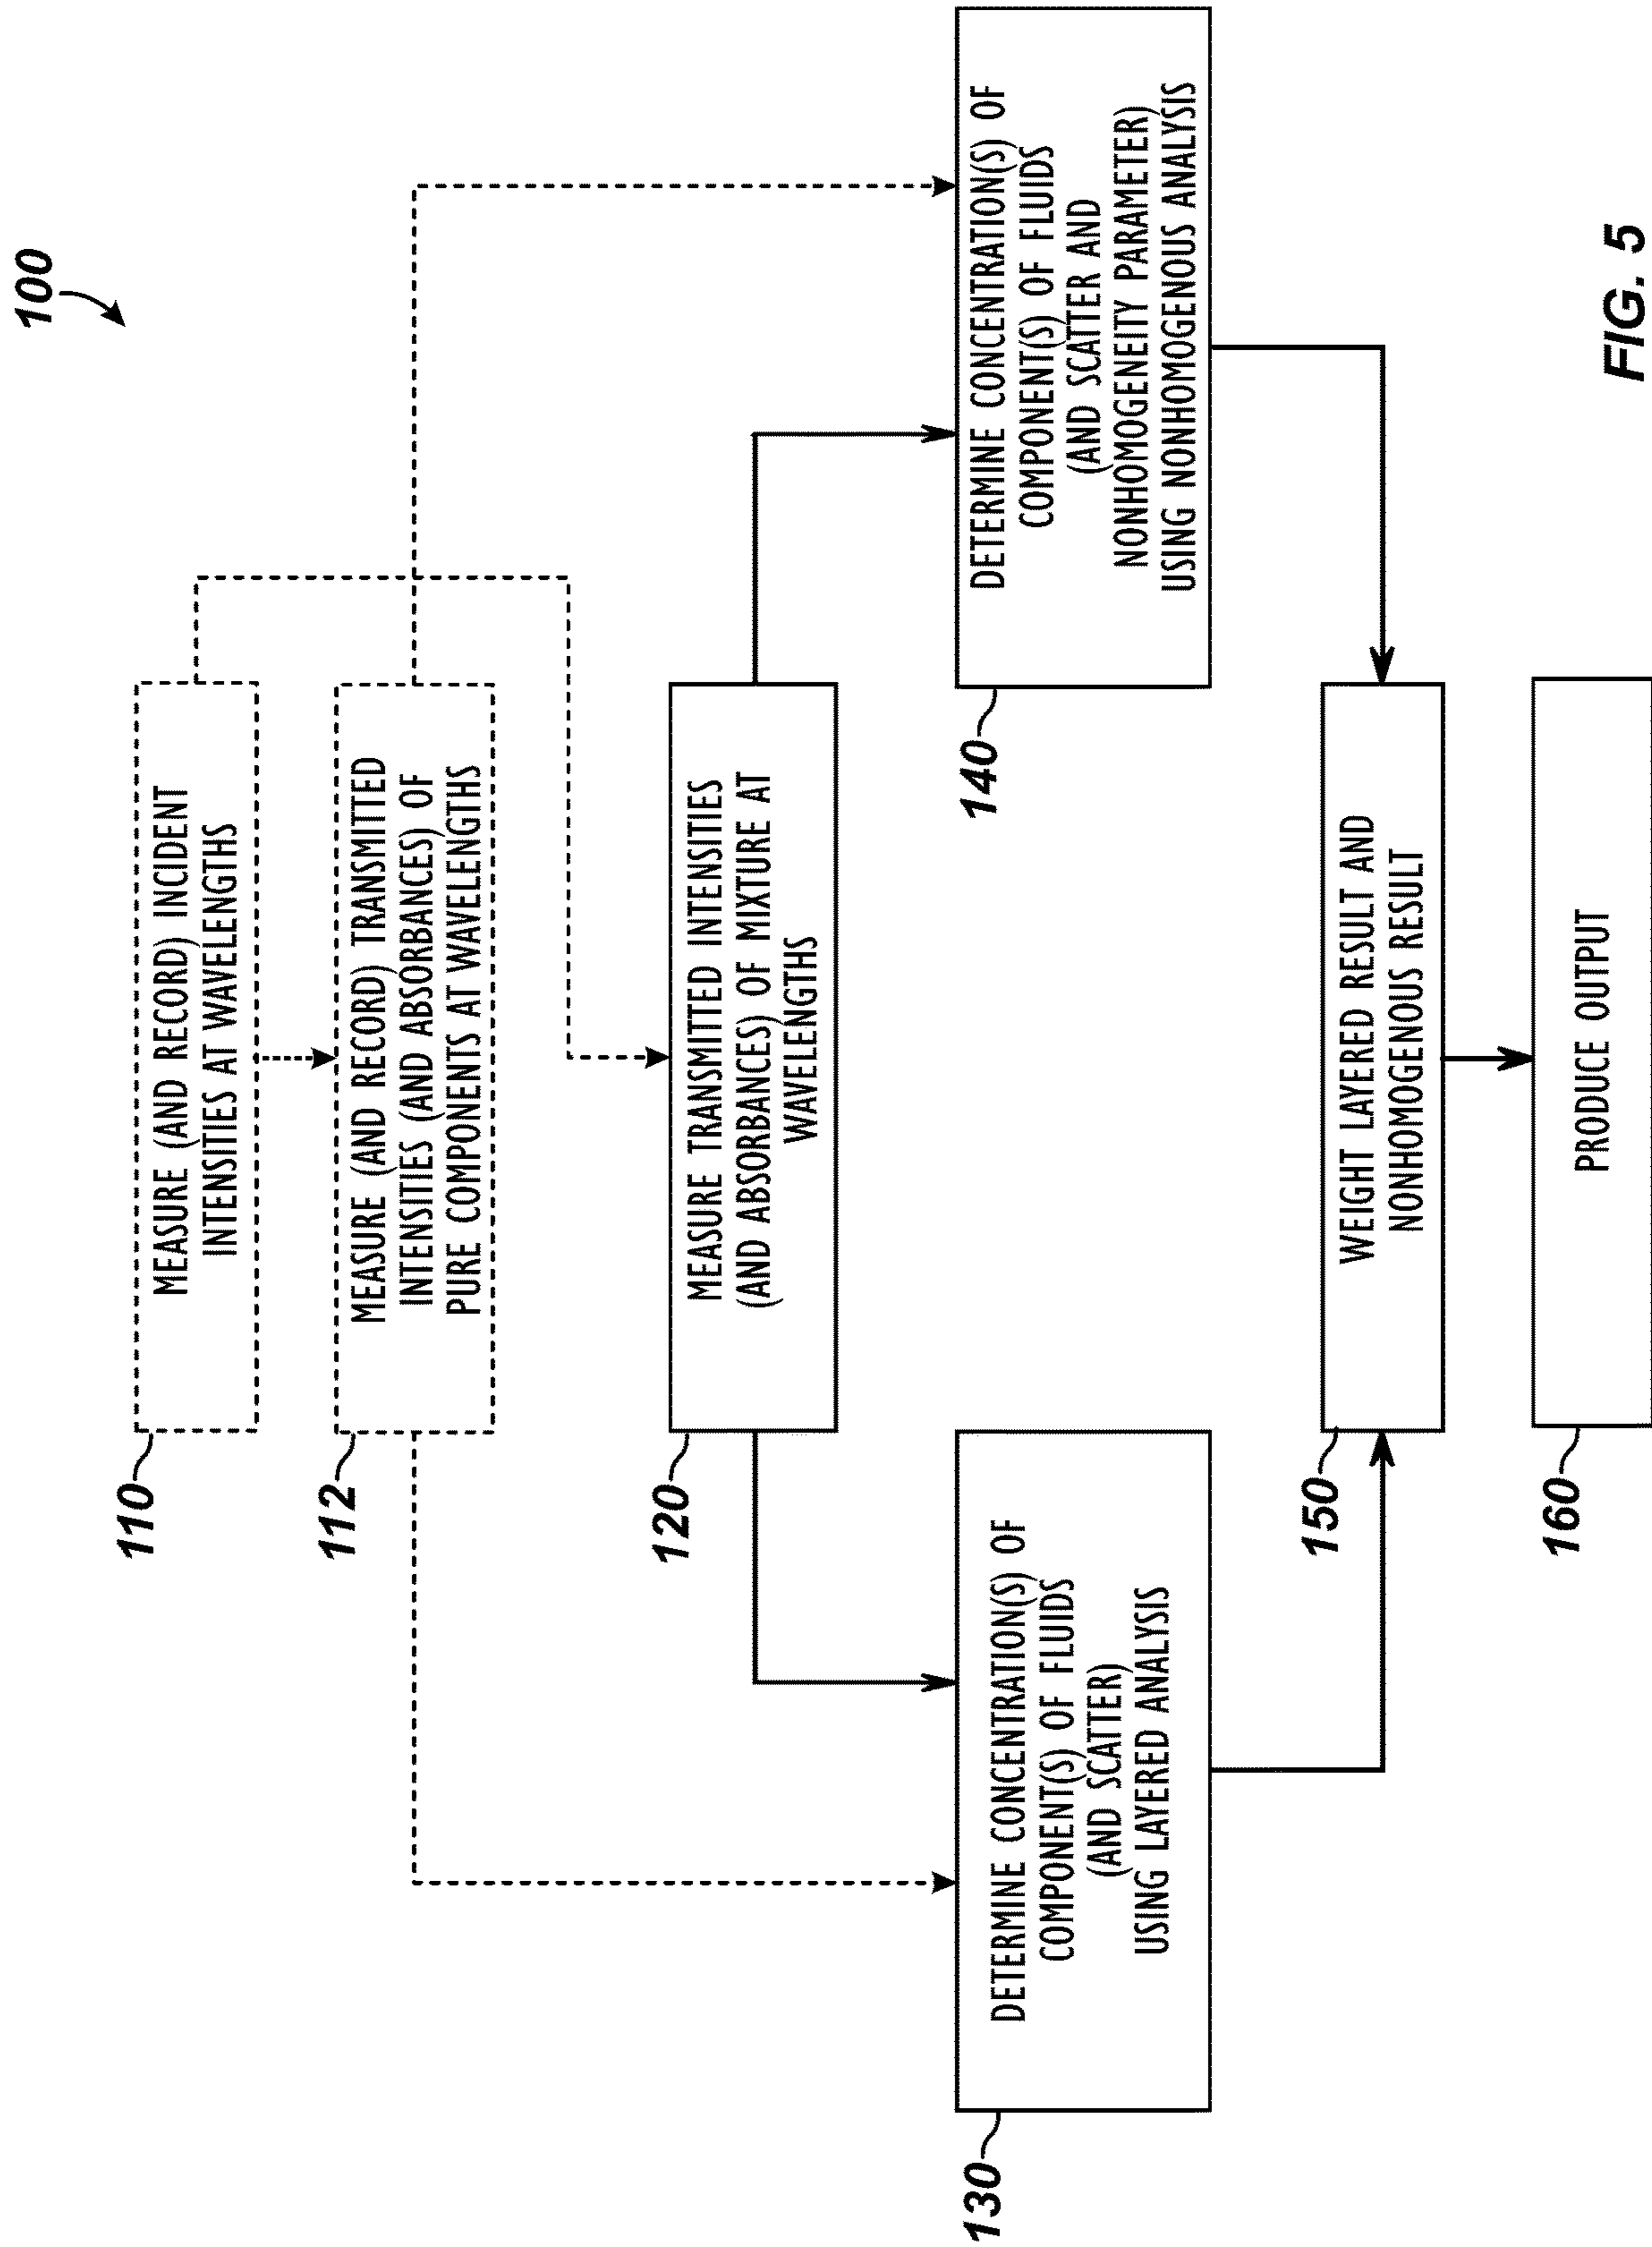 100
110
MEASURE (AND RECORD) INCIDENT
INTENSITIES AT WAVELENGTHS
112
MEASURE (AND RECORD) TRANSMITTED
INTENSITIES (AND ABSORBANCES) OF
PURE COMPONENTS AT WAVELENGTHS
120
MEASURE TRANSMITTED INTENSITIES
(AND ABSORBANCES) OF MIXTURE AT
WAVELENGTHS
130
DETERMINE CONCENTRATION(S) OF
COMPONENT(S) OF FLUIDS
(AND SCATTER)
USING LAYERED ANALYSIS
140
DETERMINE CONCENTRATION(S) OF
COMPONENT(S) OF FLUIDS
(AND SCATTER AND
NONHOMOGENEITY PARAMETER)
USING NONHOMOGENOUS ANALYSIS
150
WEIGHT LAYERED RESULT AND
NONHOMOGENOUS RESULT
160
PRODUCE OUTPUT
FIG. 5